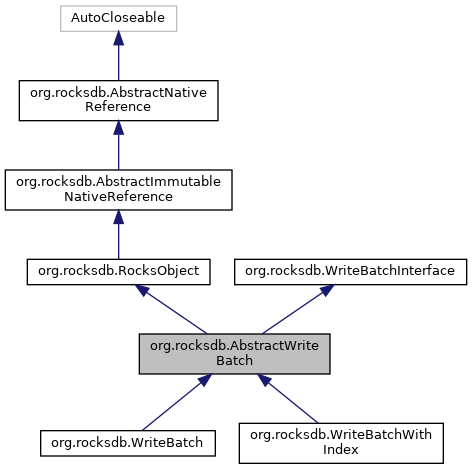 AutoCloseable
org.rocksdb.AbstractNative
Reference
org.rocksdb.AbstractImmutable
NativeReference
org.rocksdb.RocksObject
org.rocksdb.WriteBatchInterface
org.rocksdb.AbstractWrite
Batch
org.rocksdb.WriteBatch
org.rocksdb.WriteBatchWith
Index